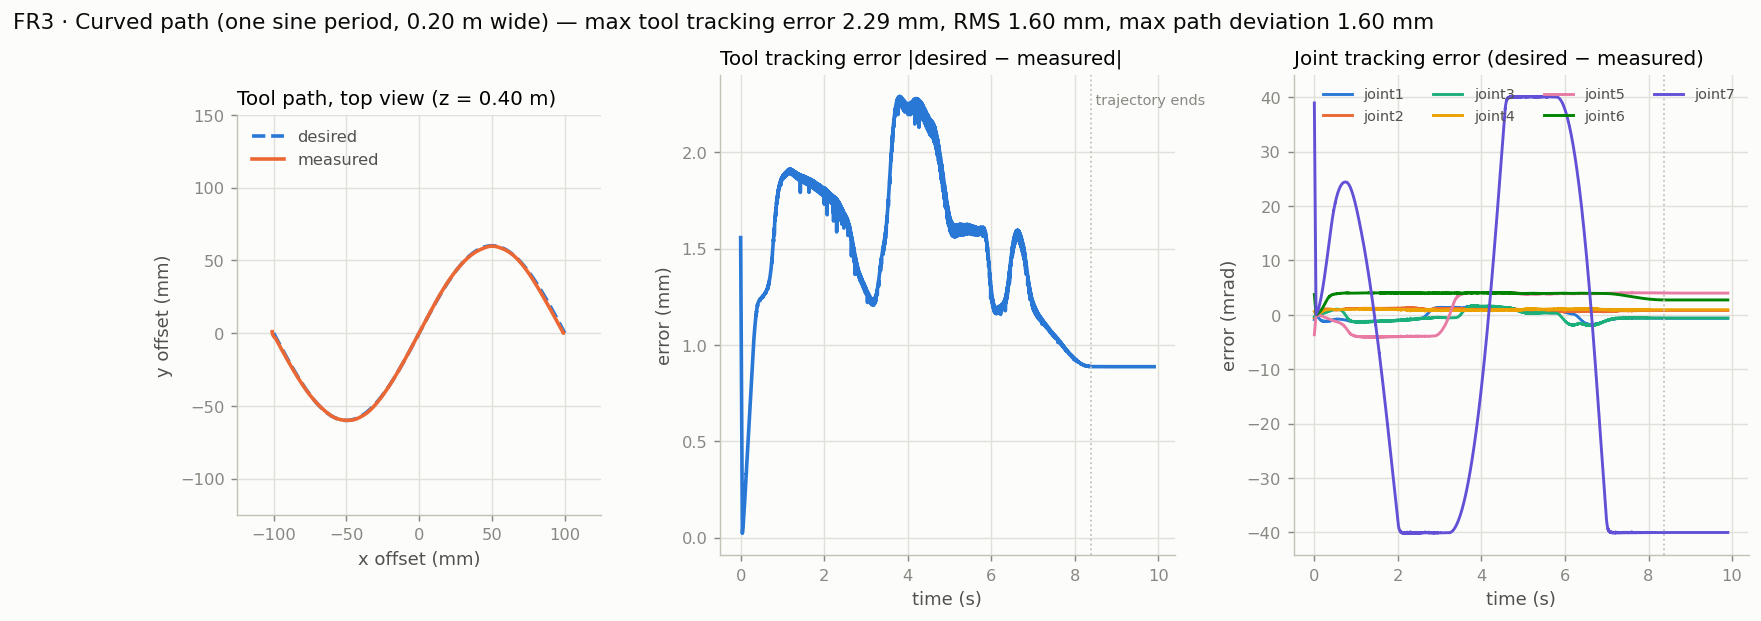 FR3 · Curved path (one sine period, 0.20 m wide) — max tool tracking error 2.29 mm, RMS 1.60 mm, max path deviation 1.60 mm
Tool path, top view (z = 0.40 m)
desired
measured
150
100
50
0
−50
−100
−100
−50
0
50
100
x offset (mm)
y offset (mm)
Tool tracking error |desired − measured|
trajectory ends
2.0
1.5
1.0
0.5
0.0
0
2
4
6
8
10
time (s)
error (mm)
Joint tracking error (desired − measured)
joint1
joint3
joint5
joint7
joint2
joint4
joint6
40
30
20
10
0
−10
−20
−30
−40
0
2
4
6
8
10
time (s)
error (mrad)